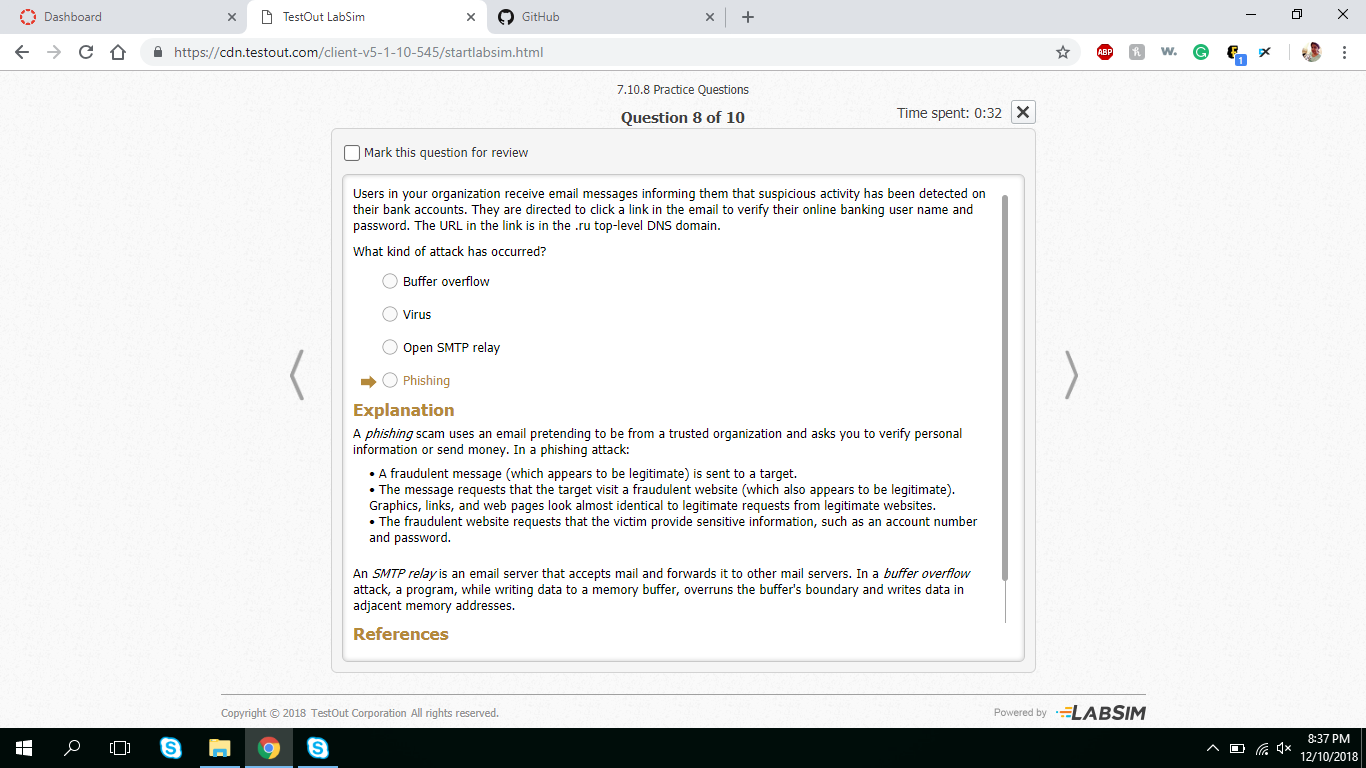 Dashboard
TestOut LabSim
GitHub
https://cdn.testout.com/client-v5-1-10-545/startlabsim.html
ABP
w.
1
7.10.8 Practice Questions
Question 8 of 10
Time spent: 0:32
Mark this question for review
Users in your organization receive email messages informing them that suspicious activity has been detected on
their bank accounts. They are directed to click a link in the email to verify their online banking user name and
password. The URL in the link is in the .ru top-level DNS domain.
What kind of attack has occurred?
Buffer overflow
Virus
Open SMTP relay
Phishing
Explanation
A phishing scam uses an email pretending to be from a trusted organization and asks you to verify personal
information or send money. In a phishing attack:
• A fraudulent message (which appears to be legitimate) is sent to a target.
• The message requests that the target visit a fraudulent website (which also appears to be legitimate).
Graphics, links, and web pages look almost identical to legitimate requests from legitimate websites.
• The fraudulent website requests that the victim provide sensitive information, such as an account number
and password.
An SMTP relay is an email server that accepts mail and forwards it to other mail servers. In a buffer overflow
attack, a program, while writing data to a memory buffer, overruns the buffer's boundary and writes data in
adjacent memory addresses.
References
Copyright © 2018 TestOut Corporation All rights reserved.
Powered by LABSIM
8:37 PM
12/10/2018